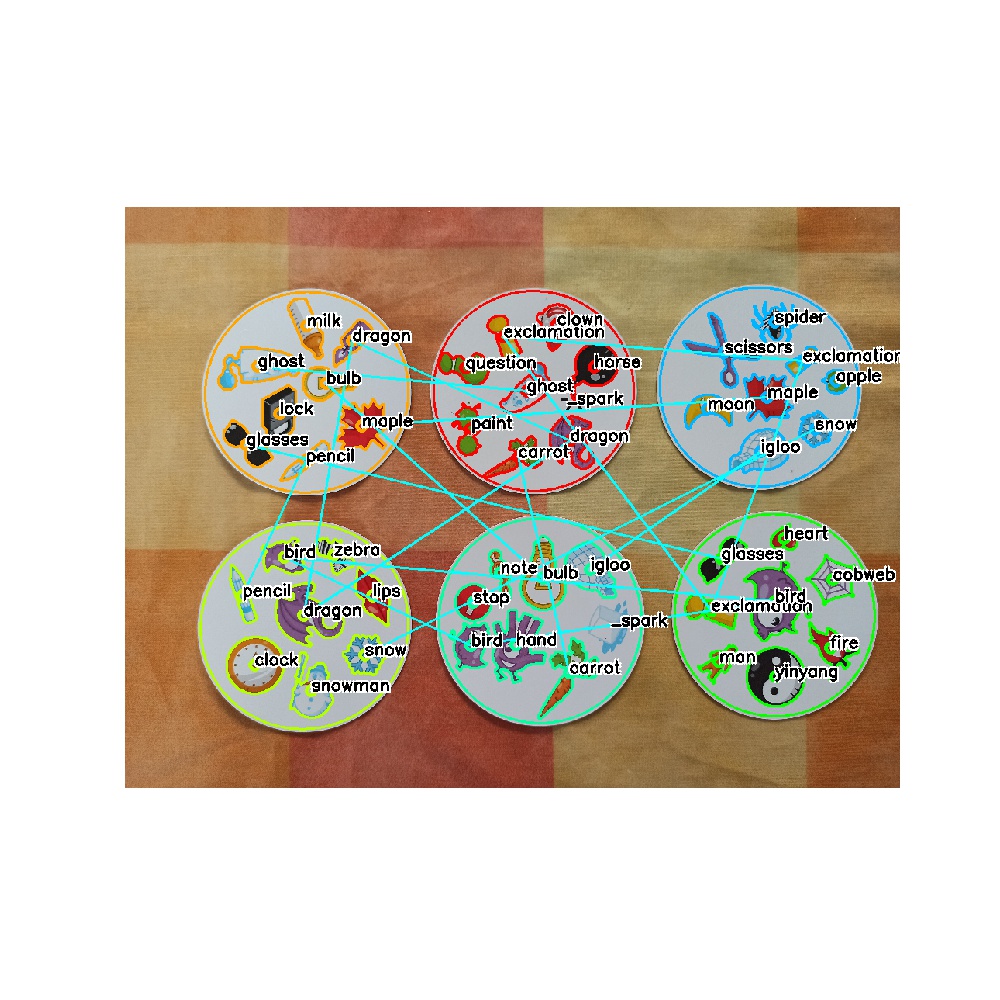 milk
dragon
ghost
bulb
lock
maple
glasses
pencil
clown
exclamation
question
horse
ghost
_spark
paint
dragon
carrot
spider
scissors
exclamation
apple
maple
moon
snow
igloo
bird
zebra
pencil
lips
dragon
clock
snow
snowman
note
bulb
igloo
stop
_spark
bird
hand
carrot
heart
glasses
cobweb
bird
exclamation
man
fire
yinyang